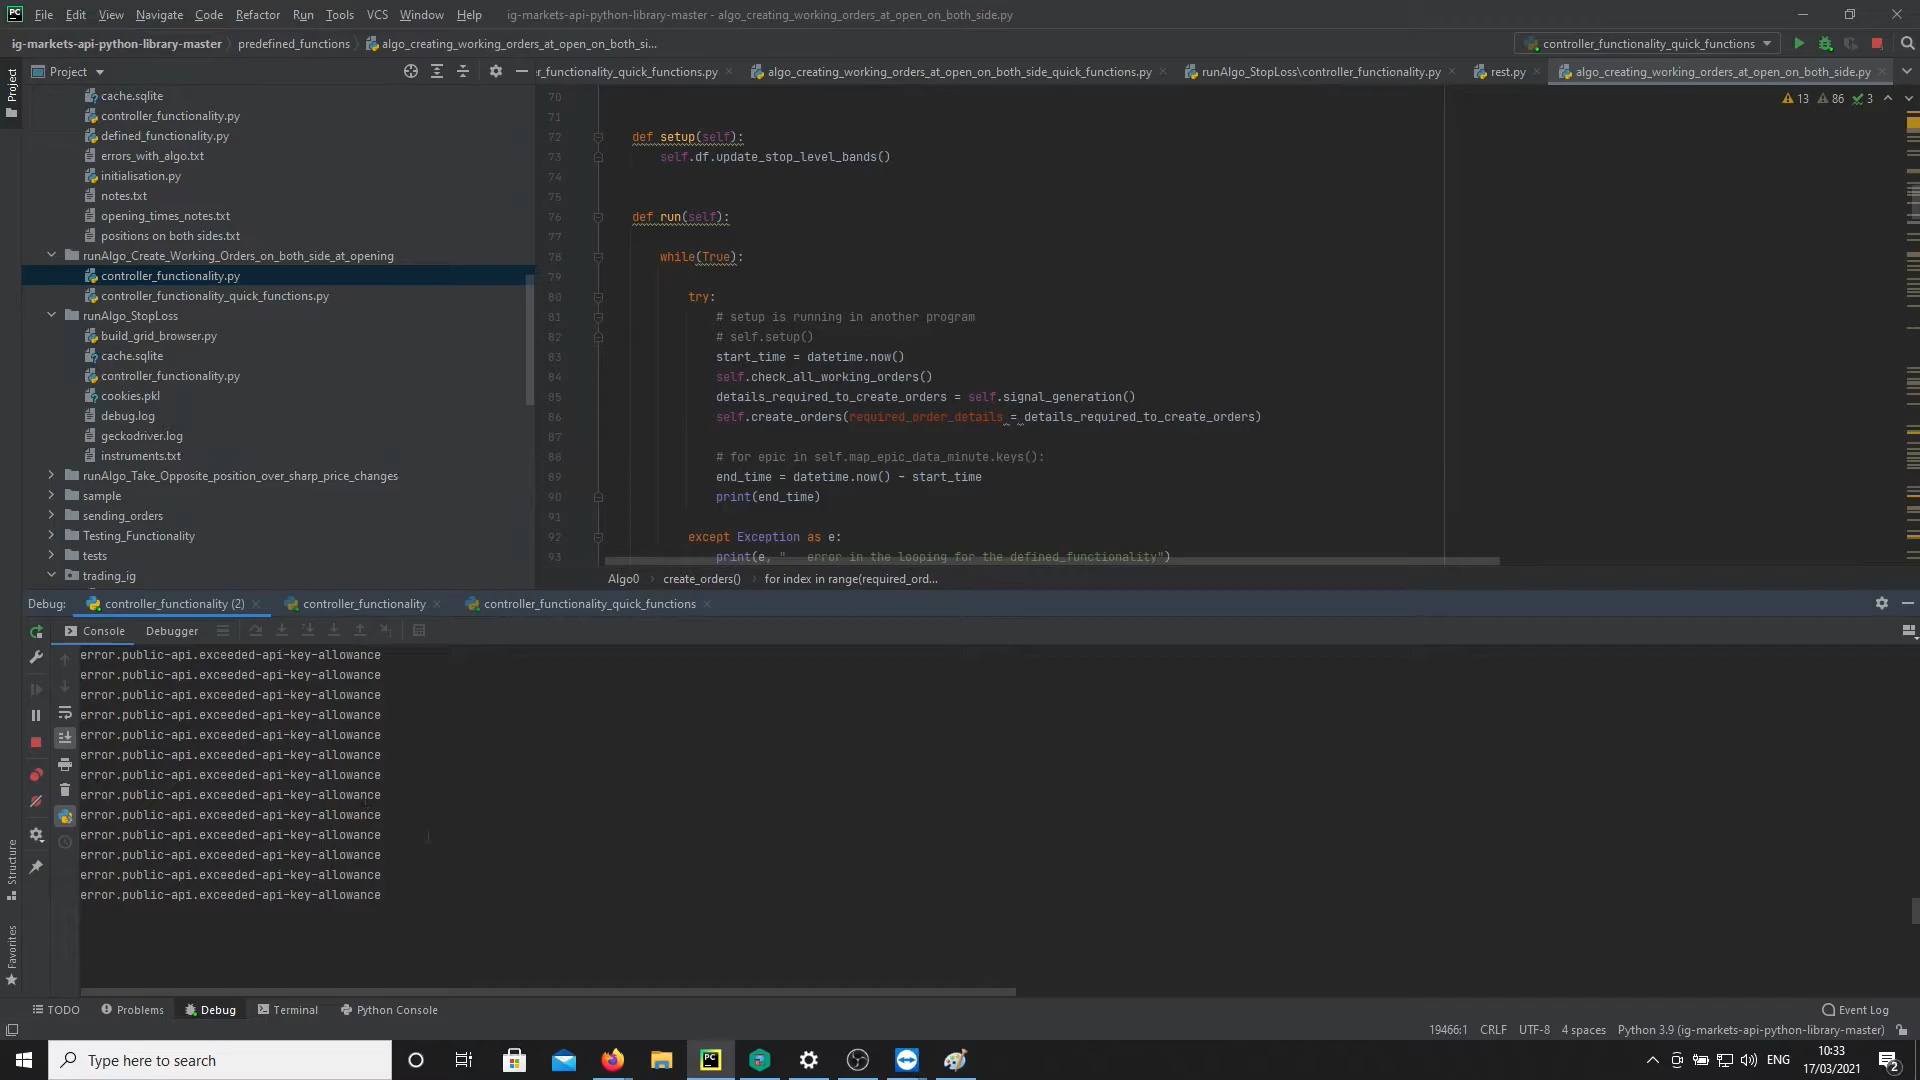 PC File Edit View Navigate Code Refactor Run Tools VCS Window Help ig-markets-api-python-library-master - algo_creating_working_orders_at_open_on_both_side.py
ig-markets-api-python-library-master predefined_functions algo_creating_working_orders_at_open_on_both_si... controller_functionality_quick_functions
Project er_functionality_quick_functions.py algo_creating_working_orders_at_open_on_both_side_quick_functions.py runAlgo_StopLoss\controller_functionality.py rest.py algo_creating_working_orders_at_open_on_both_side.py
Project
13 86 3
cache.sqlite
controller_functionality.py
defined_functionality.py
errors_with_algo.txt
initialisation.py
notes.txt
opening_times_notes.txt
positions on both sides.txt
runAlgo_Create_Working_Orders_on_both_side_at_opening
controller_functionality.py
controller_functionality_quick_functions.py
runAlgo_StopLoss
build_grid_browser.py
cache.sqlite
controller_functionality.py
cookies.pkl
debug.log
geckodriver.log
instruments.txt
runAlgo_Take_Opposite_position_over_sharp_price_changes
sample
sending_orders
Testing_Functionality
tests
trading_ig
70
71
72 def setup(self):
73 self.df.update_stop_level_bands()
74
75
76 def run(self):
77
78 while(True):
79
80 try:
81 # setup is running in another program
82 # self.setup()
83 start_time = datetime.now()
84 self.check_all_working_orders()
85 details_required_to_create_orders = self.signal_generation()
86 self.create_orders(required_order_details = details_required_to_create_orders)
87
88 # for epic in self.map_epic_data_minute.keys():
89 end_time = datetime.now() - start_time
90 print(end_time)
91
92 except Exception as e:
93 print(e, " error in the looping for the defined_functionality")
Algo0 create_orders() for index in range(required_ord...
Debug: controller_functionality (2) controller_functionality controller_functionality_quick_functions
Console Debugger
error.public-api.exceeded-api-key-allowance
error.public-api.exceeded-api-key-allowance
error.public-api.exceeded-api-key-allowance
error.public-api.exceeded-api-key-allowance
error.public-api.exceeded-api-key-allowance
error.public-api.exceeded-api-key-allowance
error.public-api.exceeded-api-key-allowance
error.public-api.exceeded-api-key-allowance
error.public-api.exceeded-api-key-allowance
error.public-api.exceeded-api-key-allowance
error.public-api.exceeded-api-key-allowance
error.public-api.exceeded-api-key-allowance
error.public-api.exceeded-api-key-allowance
Structure
Favorites
TODO Problems Debug Terminal Python Console Event Log
19466:1 CRLF UTF-8 4 spaces Python 3.9 (ig-markets-api-python-library-master)
Type here to search
PC
ENG
10:33
17/03/2021
2